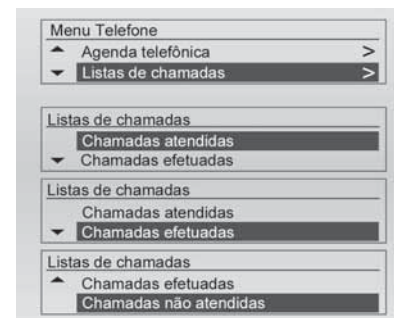 Menu Telefone
Agenda telefônica >
Listas de chamadas >
Listas de chamadas
Chamadas atendidas
Chamadas efetuadas
Listas de chamadas
Chamadas atendidas
Chamadas efetuadas
Listas de chamadas
Chamadas efetuadas
Chamadas não atendidas